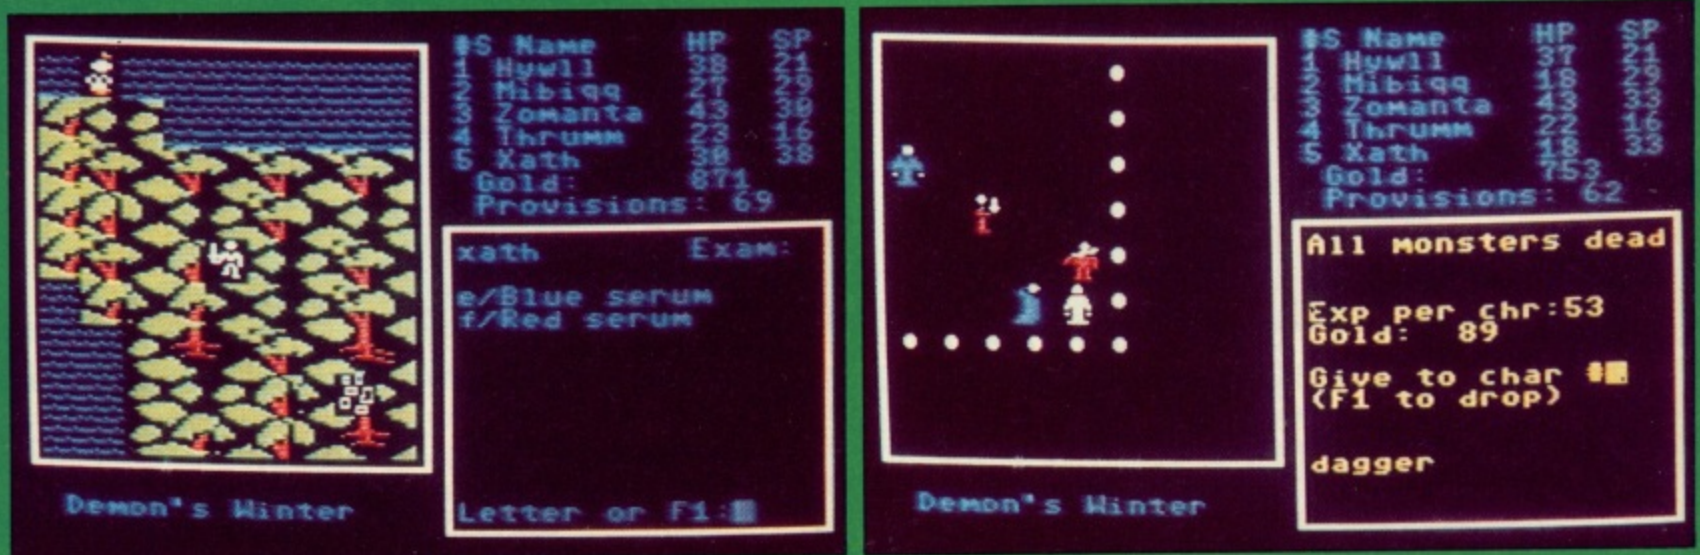 #S Name HP SP
1 Hywll 38 21
2 Mibiqq 27 29
3 Zomanta 43 30
4 Thrumm 23 16
5 Xath 30 38
Gold: 871
Provisions: 69
xath Exam:
e/Blue serum
f/Red serum
Letter or F1:
Demon's Winter
#S Name HP SP
1 Hywll 37 21
2 Mibiqq 18 29
3 Zomanta 43 33
4 Thrumm 22 16
5 Xath 18 33
Gold: 753
Provisions: 62
All monsters dead
Exp per chr:53
Gold: 89
Give to char #
(F1 to drop)
dagger
Demon's Winter